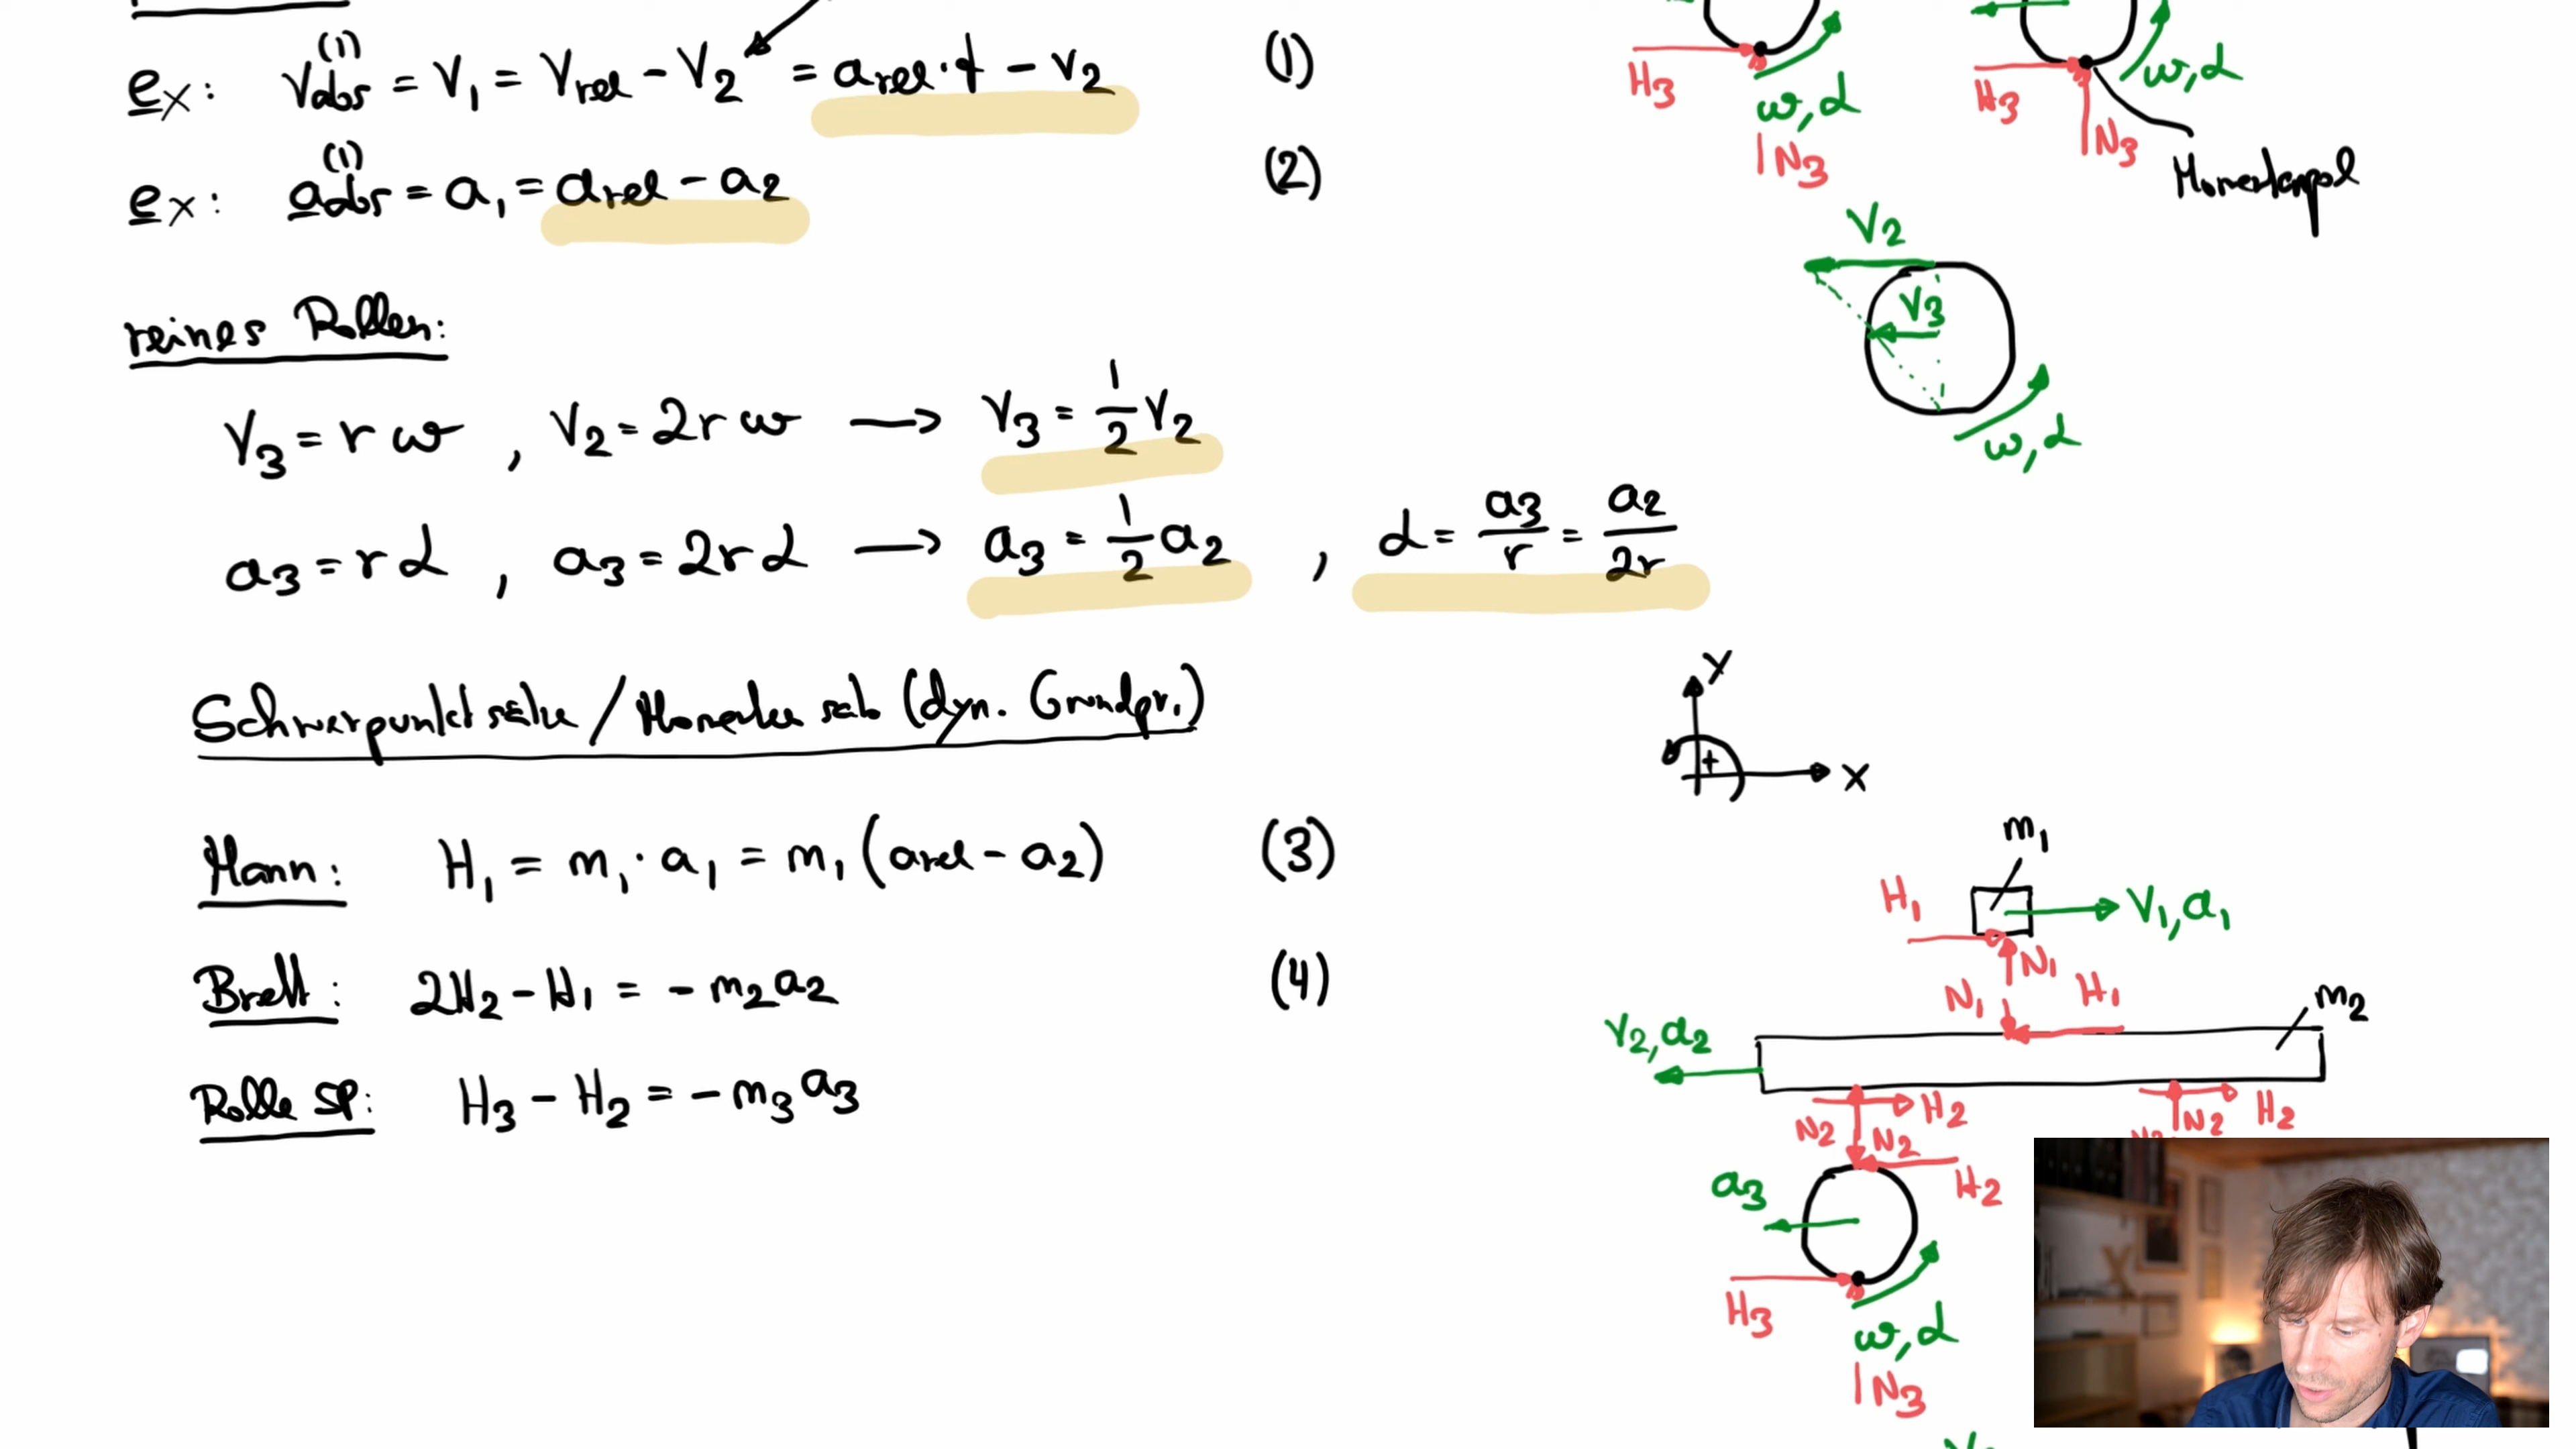 e_x: V_abs^(1) = V_1 = V_rel - V_2 = a_rel · t - v_2 (1)
e_x: a_abs^(1) = a_1 = a_rel - a_2 (2)
reines Rollen:
V_3 = r ω , V_2 = 2 r ω → V_3 = 1/2 V_2
a_3 = r α , a_3 = 2 r α → a_3 = 1/2 a_2 , α = a_3/r = a_2/2r
Schwerpunktsätze / Momentensatz (dyn. Grundgr.)
Mann: H_1 = m_1 · a_1 = m_1 (a_rel - a_2) (3)
Brett: 2H_2 - H_1 = - m_2 a_2 (4)
Rolle SP: H_3 - H_2 = - m_3 a_3
H_3
ω, α
N_3
H_3
ω, α
N_3
Momentanpol
V_2
V_3
ω, α
y
+
x
m_1
H_1
V_1, a_1
N_1
N_1
H_1
m_2
V_2, a_2
N_2
H_2
N_2
N_2
H_2
a_3
H_2
H_3
ω, α
N_3